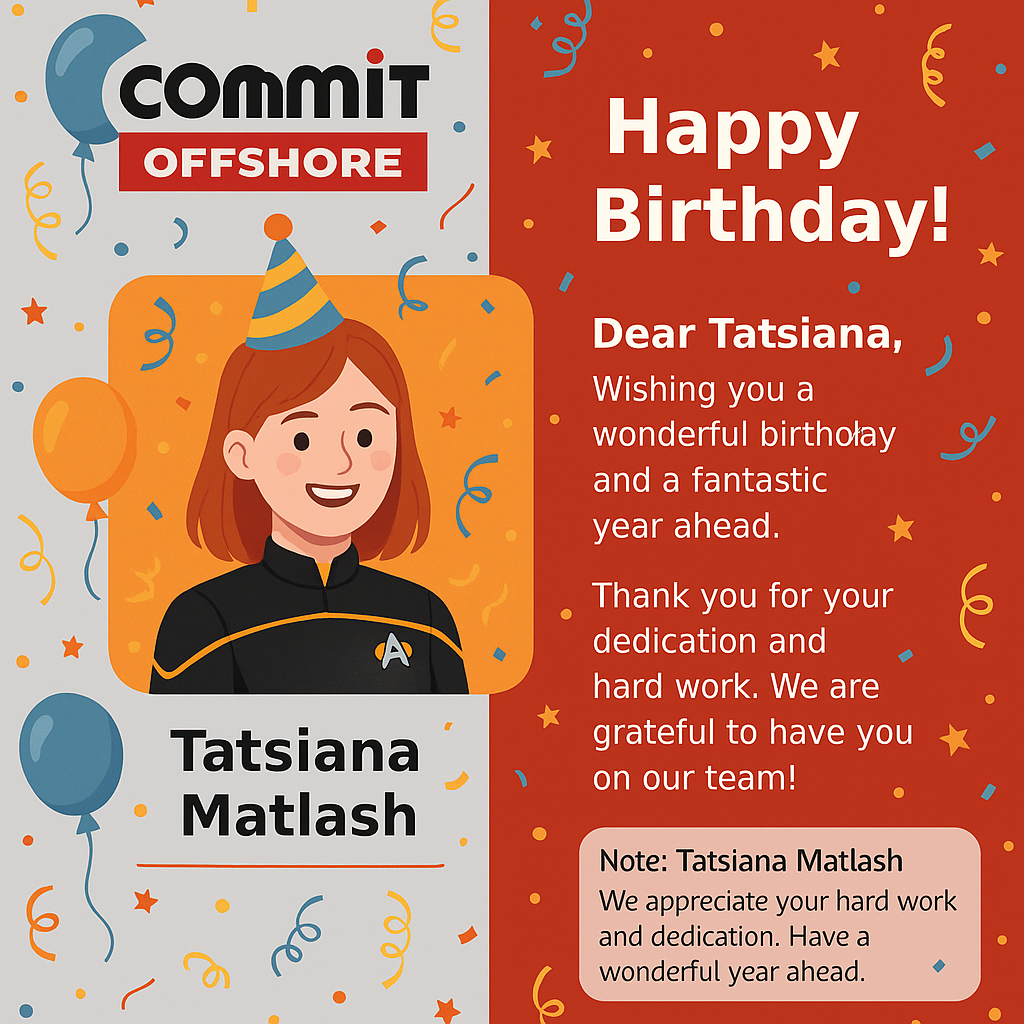 commiT
OFFSHORE
Tatsiana
Matlash
Happy
Birthday!
Dear Tatsiana,
Wishing you a
wonderful birthday
and a fantastic
year ahead.
Thank you for your
dedication and
hard work. We are
grateful to have you
on our team!
Note: Tatsiana Matlash
We appreciate your hard work
and dedication. Have a
wonderful year ahead.